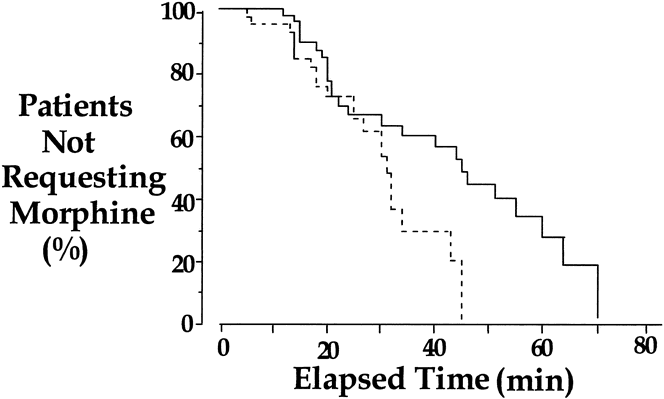 100
80
60
40
20
0
Patients
Not
Requesting
Morphine
(%)
0 20 40 60 80
Elapsed Time (min)